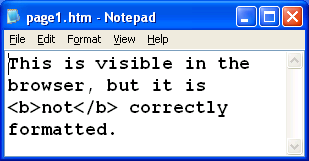 page1.htm - Notepad
File Edit Format View Help
This is visible in the
browser, but it is
<b>not</b> correctly
formatted.